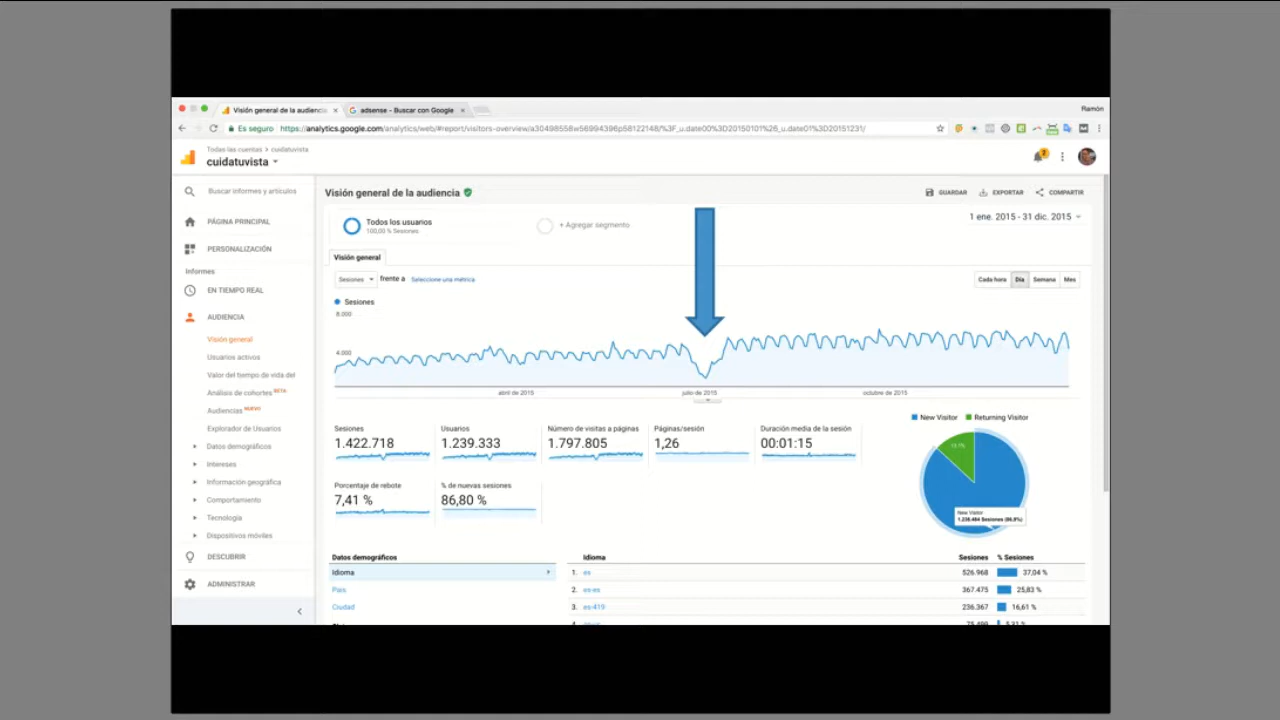 Visión general de la audiencia
adsense - Buscar con Google
Ramón
Es seguro https://analytics.google.com/analytics/web/#report/visitors-overview/a30498558w56994396p58122148/%3F_u.date00%3D20150101%26_u.date01%3D20151231/
Todas las cuentas > cuidatuvista
cuidatuvista
2
Buscar informes y artículos
PÁGINA PRINCIPAL
PERSONALIZACIÓN
Informes
EN TIEMPO REAL
AUDIENCIA
Visión general
Usuarios activos
Valor del tiempo de vida del
Análisis de cohortes BETA
Audiencias NUEVO
Explorador de Usuarios
Datos demográficos
Intereses
Información geográfica
Comportamiento
Tecnología
Dispositivos móviles
DESCUBRIR
ADMINISTRAR
Visión general de la audiencia
GUARDAR EXPORTAR COMPARTIR
Todos los usuarios
100,00 % Sesiones
+ Agregar segmento
1 ene. 2015 - 31 dic. 2015
Visión general
Sesiones frente a Seleccione una métrica
Cada hora Día Semana Mes
Sesiones
8.000
4.000
abril de 2015 julio de 2015 octubre de 2015
New Visitor Returning Visitor
Sesiones
1.422.718
Usuarios
1.239.333
Número de visitas a páginas
1.797.805
Páginas/sesión
1,26
Duración media de la sesión
00:01:15
Porcentaje de rebote
7,41 %
% de nuevas sesiones
86,80 %
New Visitor
Datos demográficos
Idioma
País
Ciudad
Idioma Sesiones % Sesiones
1. es 526.968 37,04 %
2. es-es 367.475 25,83 %
3. es-419 236.367 16,61 %